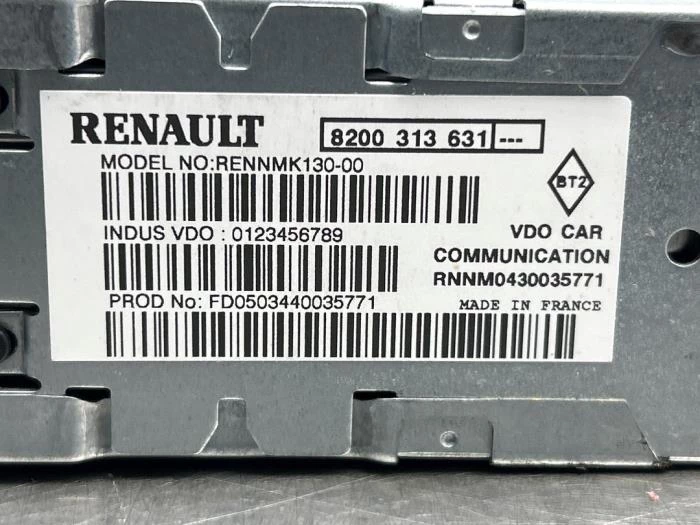 RENAULT
8200 313 631 ---
MODEL NO:RENNMK130-00
BT2
INDUS VDO : 0123456789
VDO CAR
COMMUNICATION
RNNM0430035771
PROD No: FD0503440035771
MADE IN FRANCE